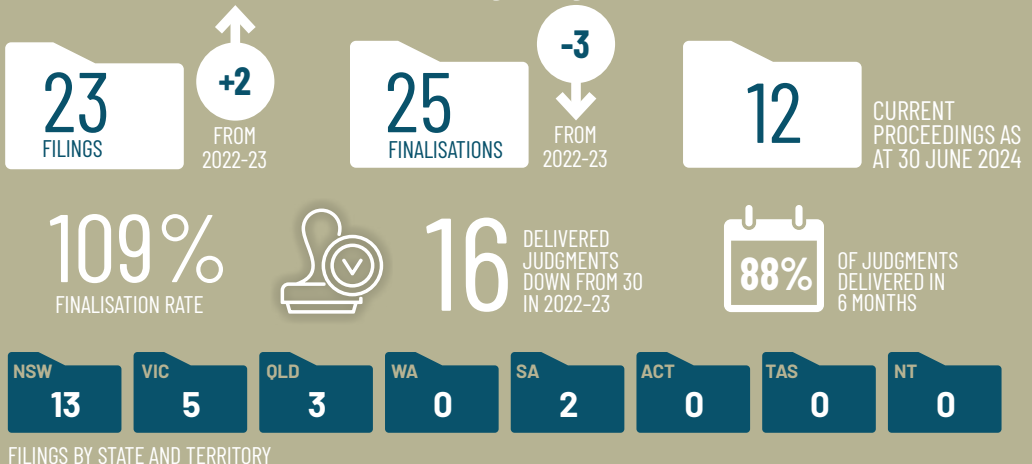 23
FILINGS
+2
FROM
2022-23
25
FINALISATIONS
-3
FROM
2022-23
12
CURRENT
PROCEEDINGS AS
AT 30 JUNE 2024
109%
FINALISATION RATE
16
DELIVERED
JUDGMENTS
DOWN FROM 30
IN 2022–23
88%
OF JUDGMENTS
DELIVERED IN
6 MONTHS
NSW
13
VIC
5
QLD
3
WA
0
SA
2
ACT
0
TAS
0
NT
0
FILINGS BY STATE AND TERRITORY